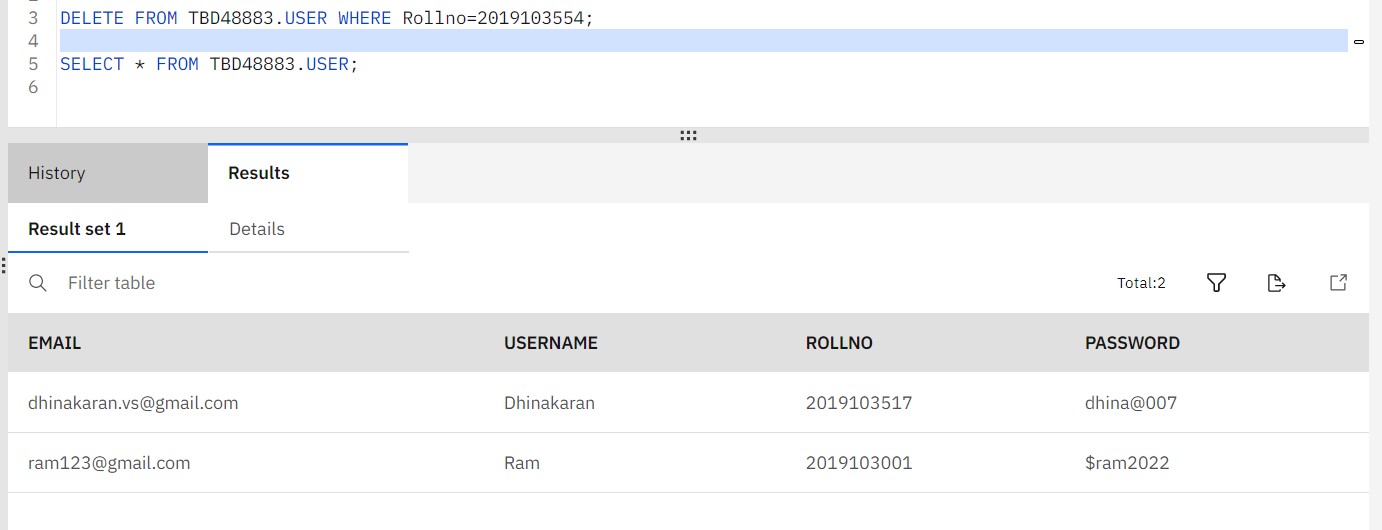 3 DELETE FROM TBD48883.USER WHERE Rollno=2019103554;
4
5 SELECT * FROM TBD48883.USER;
6
History Results
Result set 1 Details
Filter table Total:2
EMAIL USERNAME ROLLNO PASSWORD
dhinakaran.vs@gmail.com Dhinakaran 2019103517 dhina@007
ram123@gmail.com Ram 2019103001 $ram2022